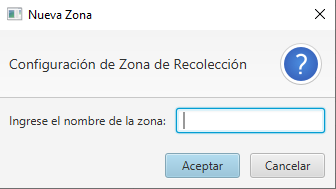 Nueva Zona
Configuración de Zona de Recolección
?
Ingrese el nombre de la zona:
Aceptar
Cancelar